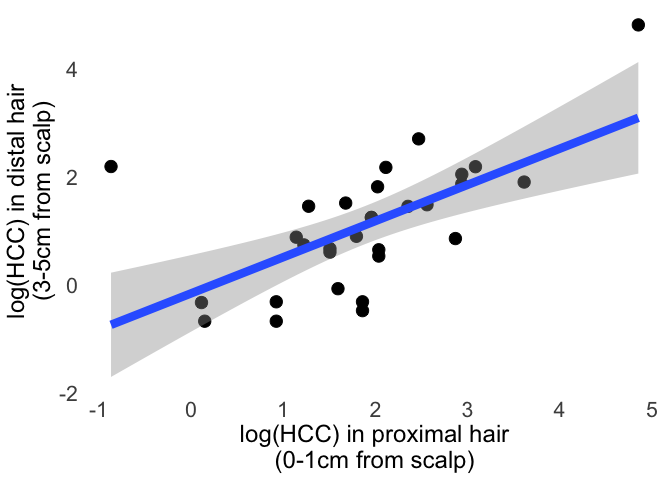 log(HCC) in distal hair
(3-5cm from scalp)
4
2
0
-2
-1
0
1
2
3
4
5
log(HCC) in proximal hair
(0-1cm from scalp)